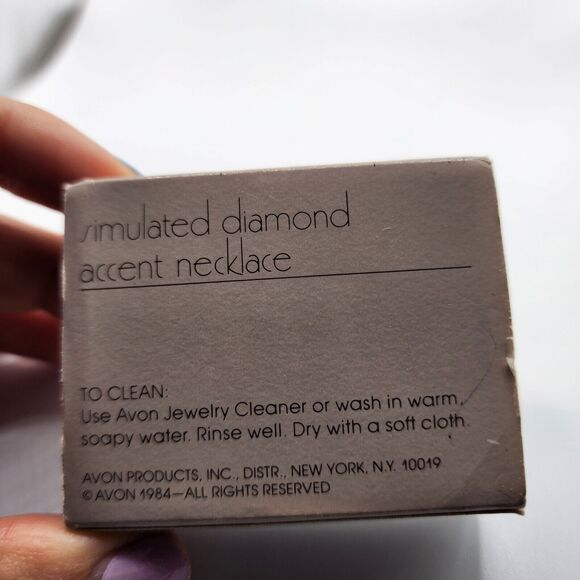 simulated diamond
accent necklace
TO CLEAN:
Use Avon Jewelry Cleaner or wash in warm,
soapy water. Rinse well. Dry with a soft cloth.
AVON PRODUCTS, INC., DISTR., NEW YORK, N.Y. 10019
© AVON 1984—ALL RIGHTS RESERVED